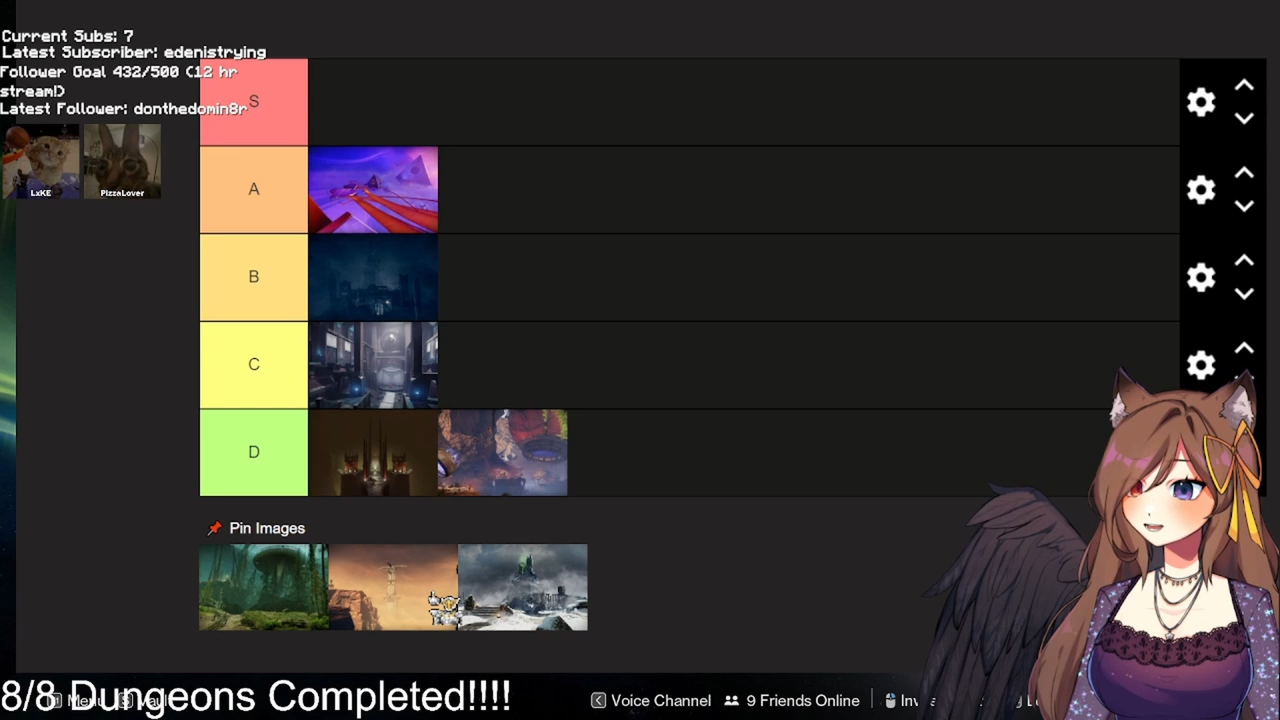 Current Subs: 7
Latest Subscriber: edenistrying
Follower Goal 432/500 (12 hr
stream!)
Latest Follower: donthedomin8r
LxKE
PizzaLover
S
A
B
C
D
Pin Images
8/8 Dungeons Completed!!!!
Voice Channel
9 Friends Online